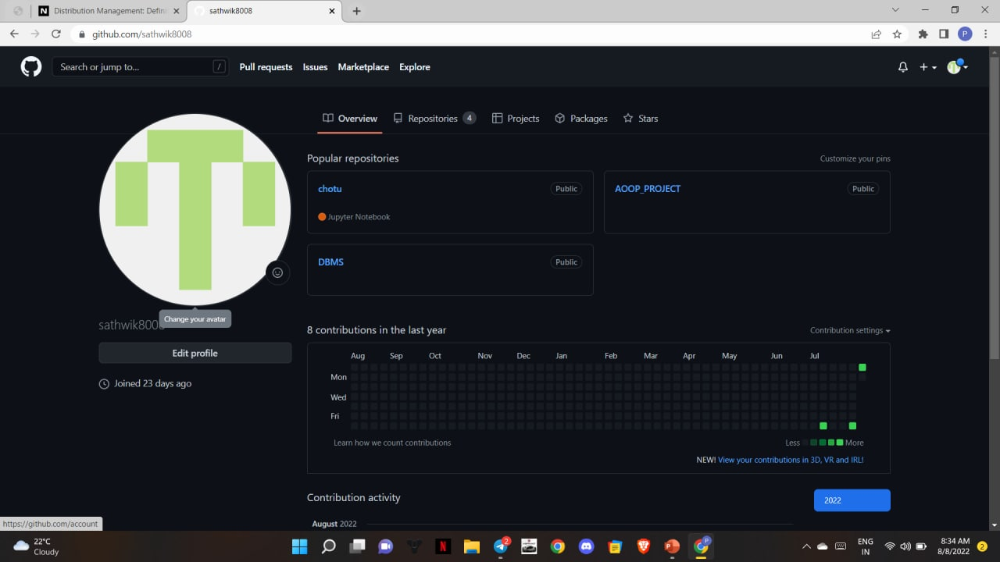 Distribution Management: Defini
sathwik8008
github.com/sathwik8008
P
Search or jump to...
/
Pull requests
Issues
Marketplace
Explore
Overview
Repositories 4
Projects
Packages
Stars
Popular repositories
Customize your pins
chotu
Public
Jupyter Notebook
AOOP_PROJECT
Public
DBMS
Public
Change your avatar
sathwik800
Edit profile
Joined 23 days ago
8 contributions in the last year
Contribution settings
Aug Sep Oct Nov Dec Jan Feb Mar Apr May Jun Jul
Mon
Wed
Fri
Learn how we count contributions
Less More
NEW! View your contributions in 3D, VR and IRL!
Contribution activity
2022
August 2022
https://github.com/account
22°C
Cloudy
N
2
P
ENG
IN
8:34 AM
8/8/2022
2